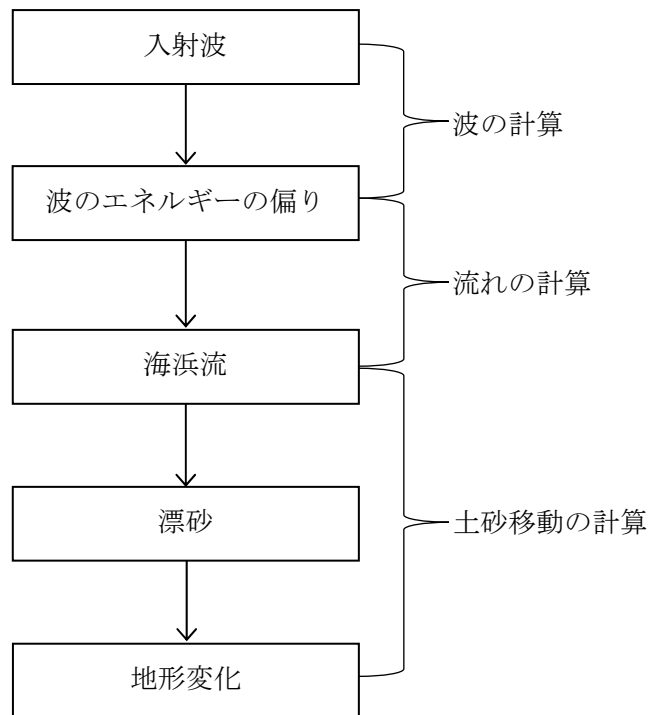 入射波
波の計算
波のエネルギーの偏り
流れの計算
海浜流
漂砂
土砂移動の計算
地形変化